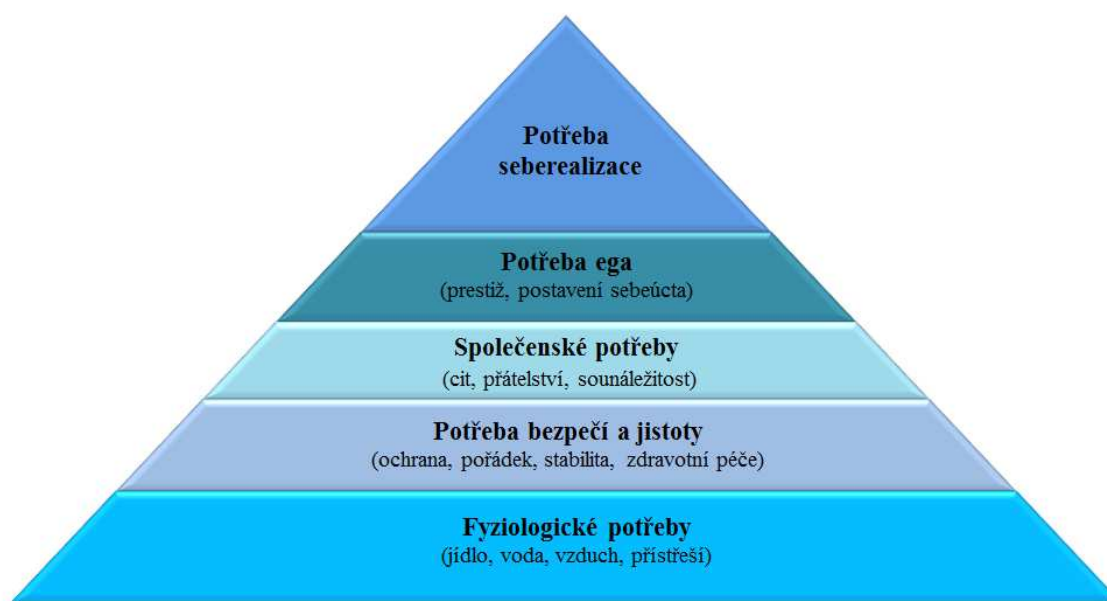 Potřeba
seberealizace
Potřeba ega
(prestiž, postavení sebeúcta)
Společenské potřeby
(cit, přátelství, sounáležitost)
Potřeba bezpečí a jistoty
(ochrana, pořádek, stabilita, zdravotní péče)
Fyziologické potřeby
(jídlo, voda, vzduch, přístřeší)